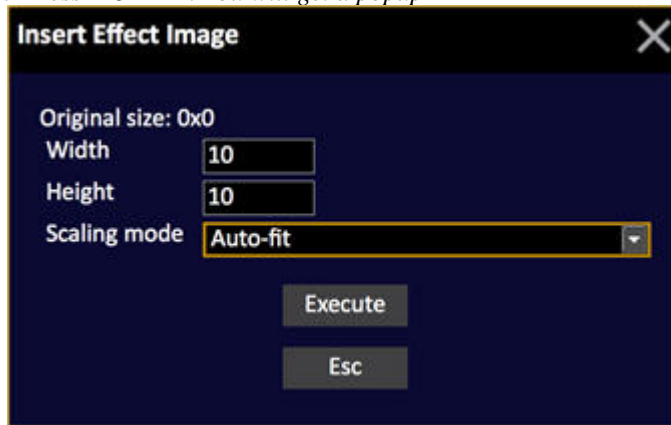 Insert Effect Image
Original size: 0x0
Width 10
Height 10
Scaling mode Auto-fit
Execute
Esc